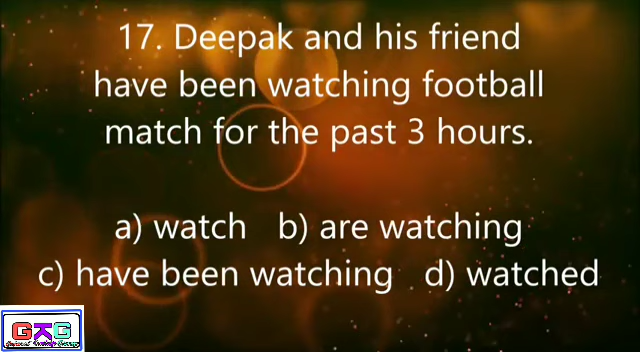 17. Deepak and his friend
have been watching football
match for the past 3 hours.
a) watch b) are watching
c) have been watching d) watched
GKG